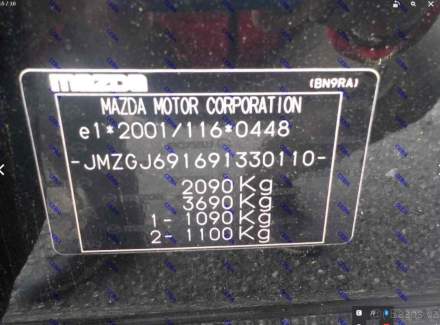 mazda
(BN9RA)
MAZDA MOTOR CORPORATION
e1*2001/116*0448
-JMZGJ691691330110-
2090 Kg
3690 Kg
1- 1090 Kg
2- 1100 Kg